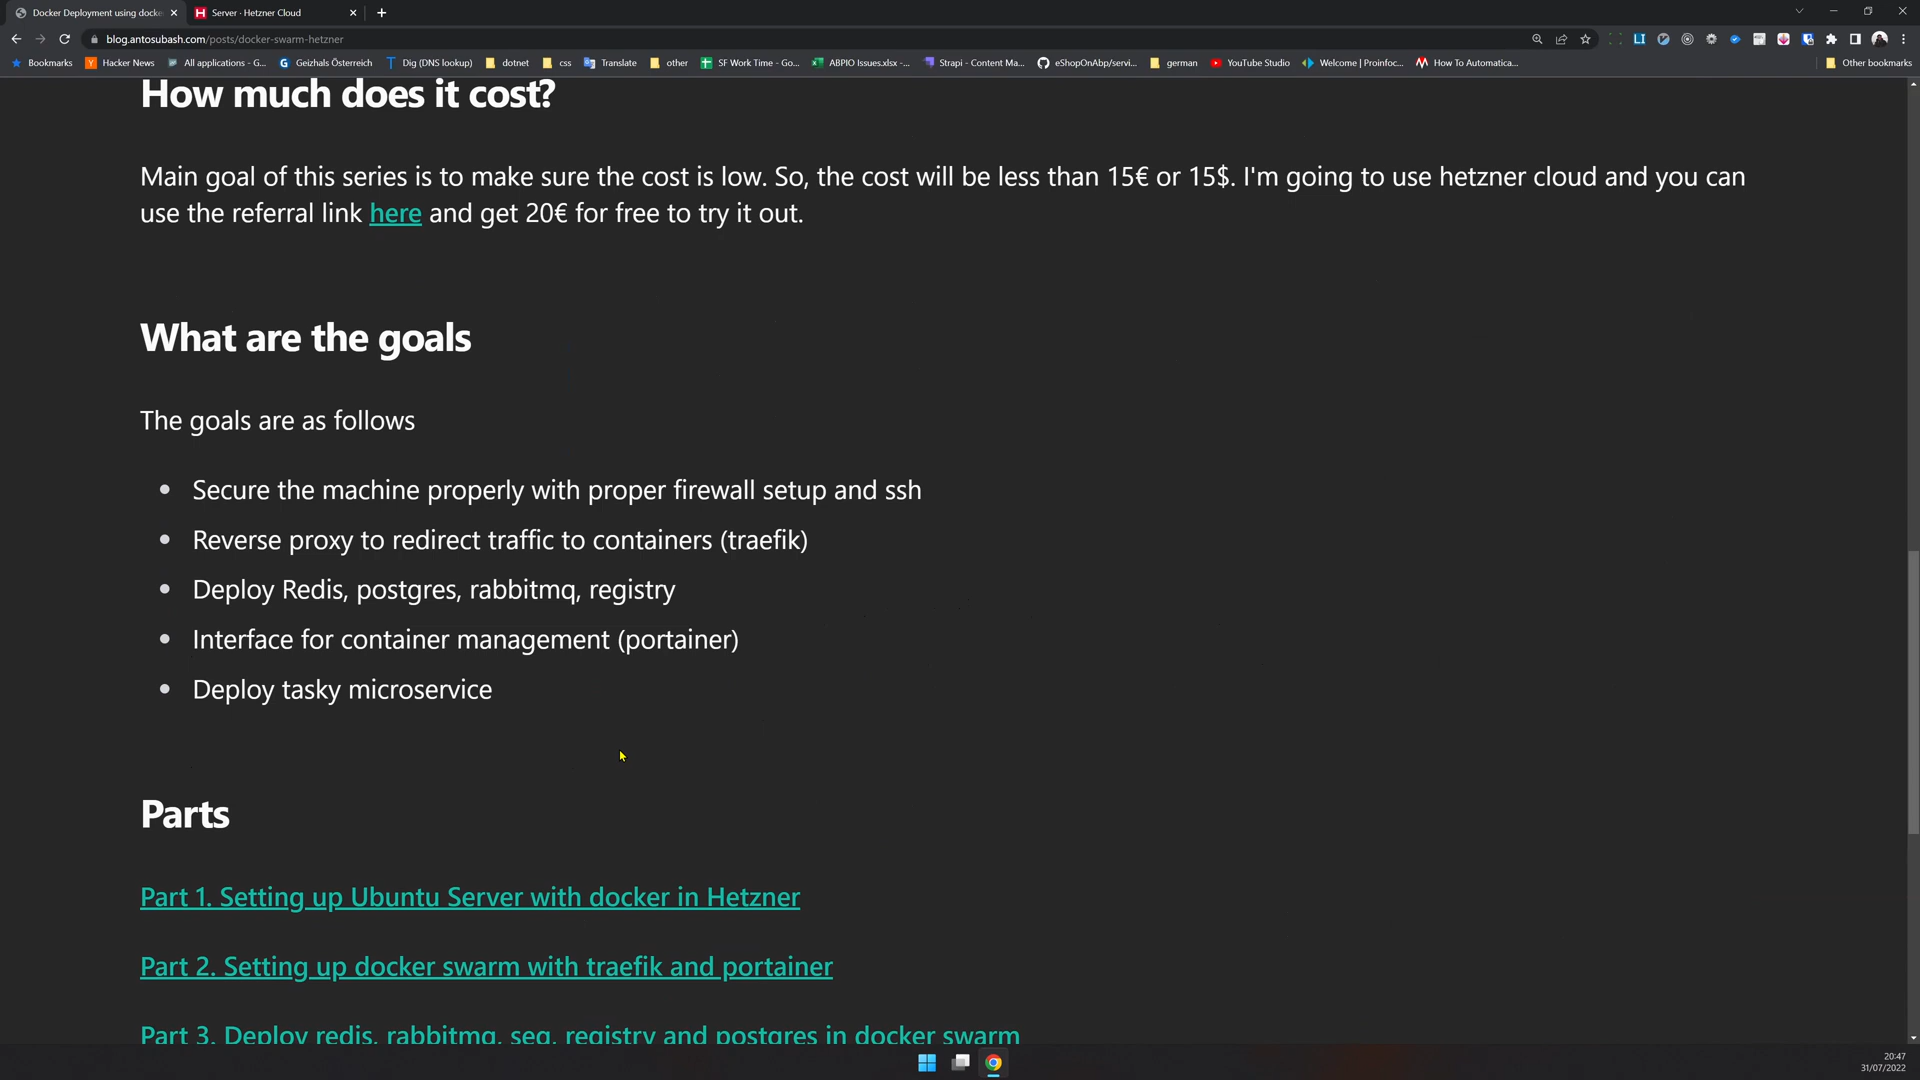 Docker Deployment using docke
Server · Hetzner Cloud
blog.antosubash.com/posts/docker-swarm-hetzner
Bookmarks
Hacker News
All applications - G...
Geizhals Österreich
Dig (DNS lookup)
dotnet
css
Translate
other
SF Work Time - Go...
ABPIO Issues.xlsx -...
Strapi - Content Ma...
eShopOnAbp/servi...
german
YouTube Studio
Welcome | Proinfoc...
How To Automatica...
Other bookmarks
How much does it cost?
Main goal of this series is to make sure the cost is low. So, the cost will be less than 15€ or 15$. I'm going to use hetzner cloud and you can
use the referral link here and get 20€ for free to try it out.
What are the goals
The goals are as follows
• Secure the machine properly with proper firewall setup and ssh
• Reverse proxy to redirect traffic to containers (traefik)
• Deploy Redis, postgres, rabbitmq, registry
• Interface for container management (portainer)
• Deploy tasky microservice
Parts
Part 1. Setting up Ubuntu Server with docker in Hetzner
Part 2. Setting up docker swarm with traefik and portainer
Part 3. Deploy redis, rabbitmq, seq, registry and postgres in docker swarm
20:47
31/07/2022